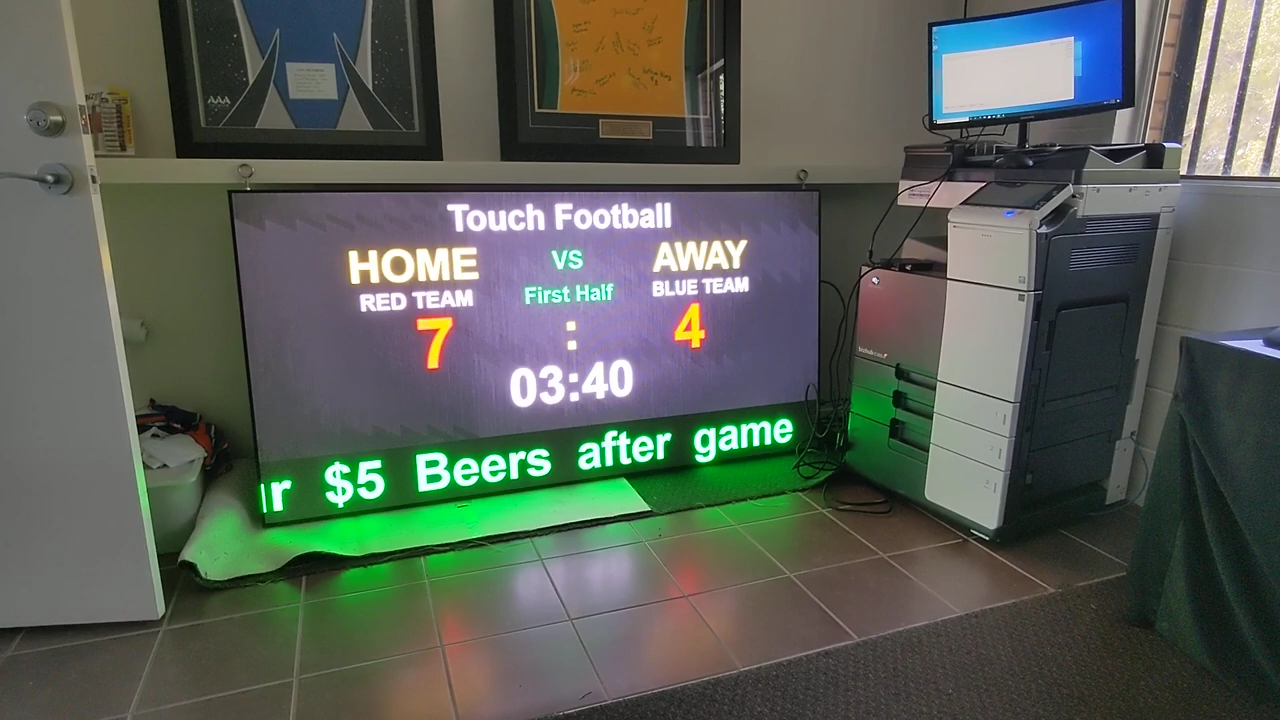 Touch Football
HOME VS AWAY
RED TEAM First Half BLUE TEAM
7 : 4
03:40
$5 Beers after game
AAA